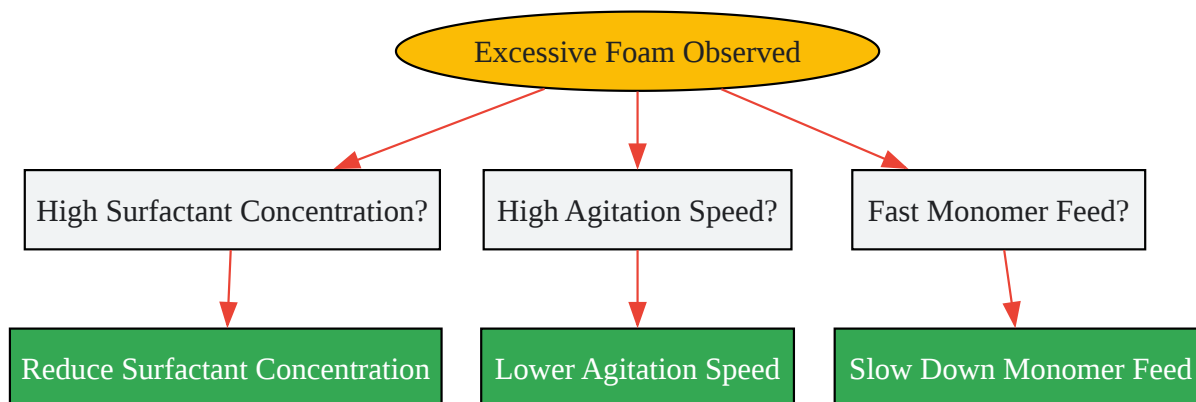 Excessive Foam Observed
High Surfactant Concentration?
High Agitation Speed?
Fast Monomer Feed?
Reduce Surfactant Concentration
Lower Agitation Speed
Slow Down Monomer Feed